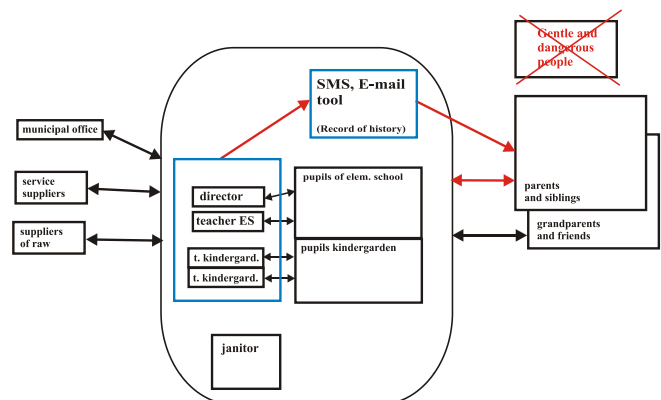 Gentle and
dangerous
people
SMS, E-mail
tool
(Record of history)
municipal office
service
suppliers
suppliers
of raw
director
teacher ES
t. kindergard.
t. kindergard.
pupils of elem. school
pupils kindergarden
parents
and siblings
grandparents
and friends
janitor